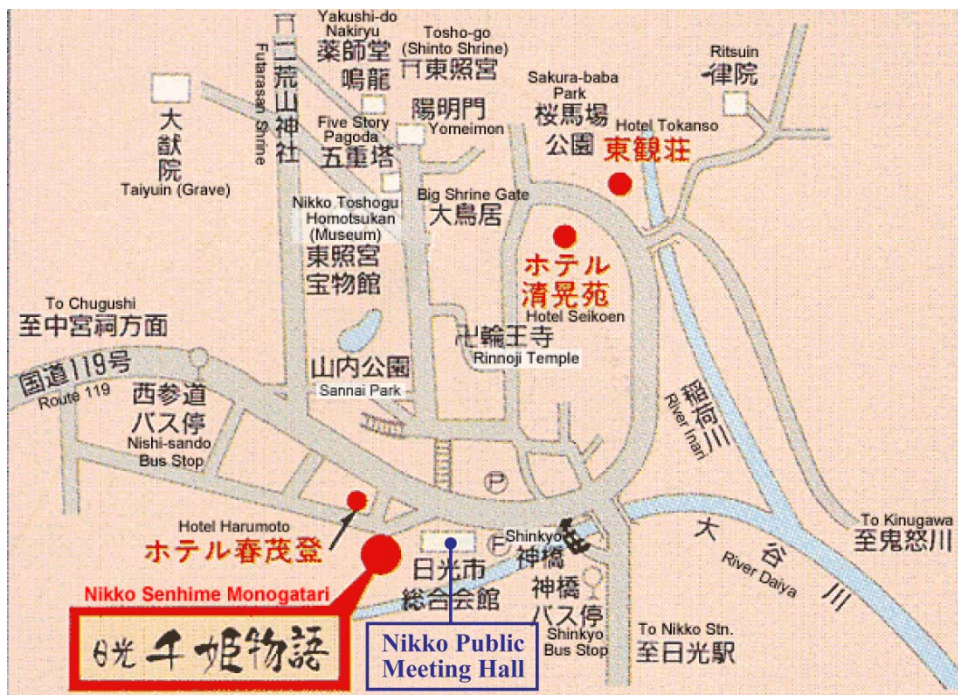 Yakushi-do
Nakiryu
薬師堂
鳴龍
Tosho-go
(Shinto Shrine)
东照宮
陽明門
Yomeimon
二荒山神社
Futarasan Shrine
大猷院
Taiyuin (Grave)
Five Story
Pagoda
五重塔
Nikko Toshogu
Homotsukan
(Museum)
東照宮
宝物館
Big Shrine Gate
大鳥居
Sakura-baba
Park
桜馬場
公園
Ritsuin
律院
Hotel Tokanso
東観荘
ホテル
清晃苑
Hotel Seikoen
To Chugushi
至中宮祠方面
国道119号
Route 119
西参道
バス停
Nishi-sando
Bus Stop
山内公園
Sannai Park
卍輪王寺
Rinnoji Temple
稲荷川
River Inari
P
Hotel Harumoto
ホテル春茂登
Nikko Senhime Monogatari
日光 千姫物語
日光市
総合会館
Nikko Public
Meeting Hall
P
Shinkyo
神橋
神橋
バス停
Shinkyo
Bus Stop
大谷川
River Daiya
To Kinugawa
至鬼怒川
To Nikko Stn.
至日光駅